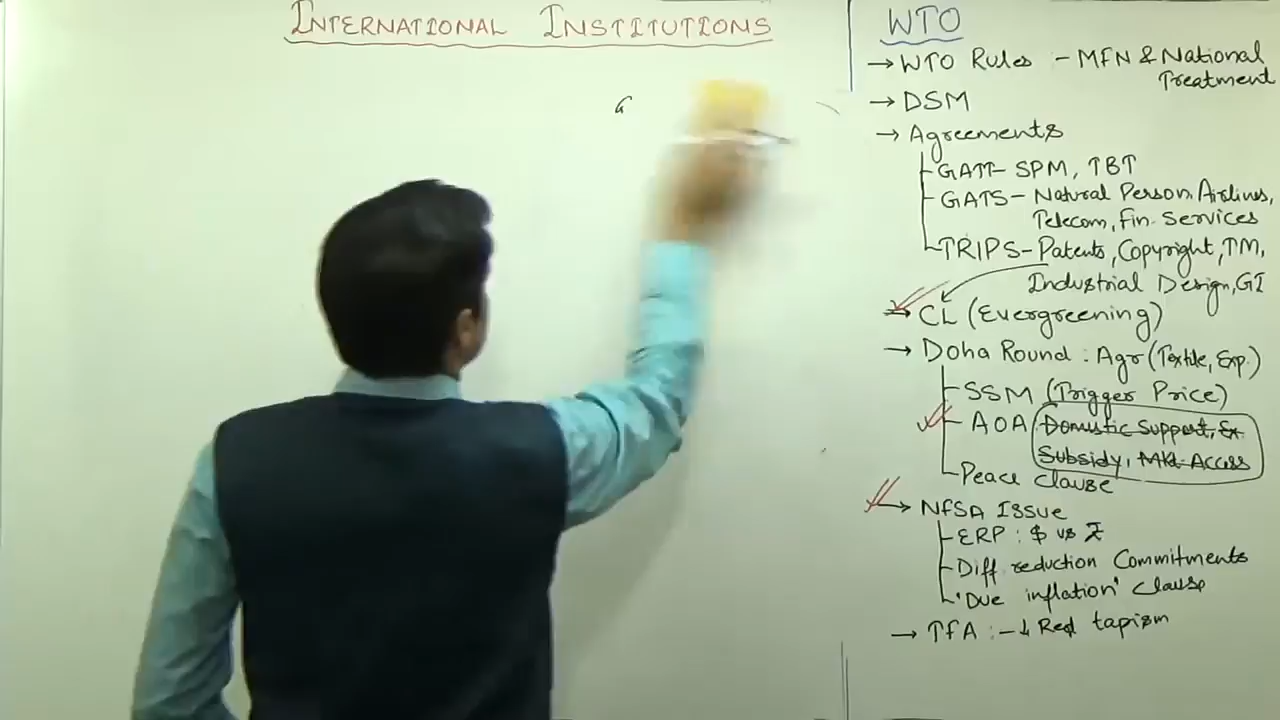 INTERNATIONAL INSTITUTIONS
WTO
→ WTO Rules :- MFN & National
Treatment
→ DSM
→ Agreements
GATT- SPM, TBT
GATS- Natural Person, Airlines,
Telecom, Fin. Services
TRIPS- Patents, Copyright, TM,
Industrial Design, GI
→ CL (Evergreening)
→ Doha Round : Agr (Textile, Exp.)
SSM (Trigger Price)
AOA Domestic Support, Ex.
Subsidy, Mkt Access
Peace Clause
→ NFSA Issue
ERP : $ vs ₹
Diff reduction Commitments
'Due inflation' Clause
→ TFA :- ↓ Red tapism